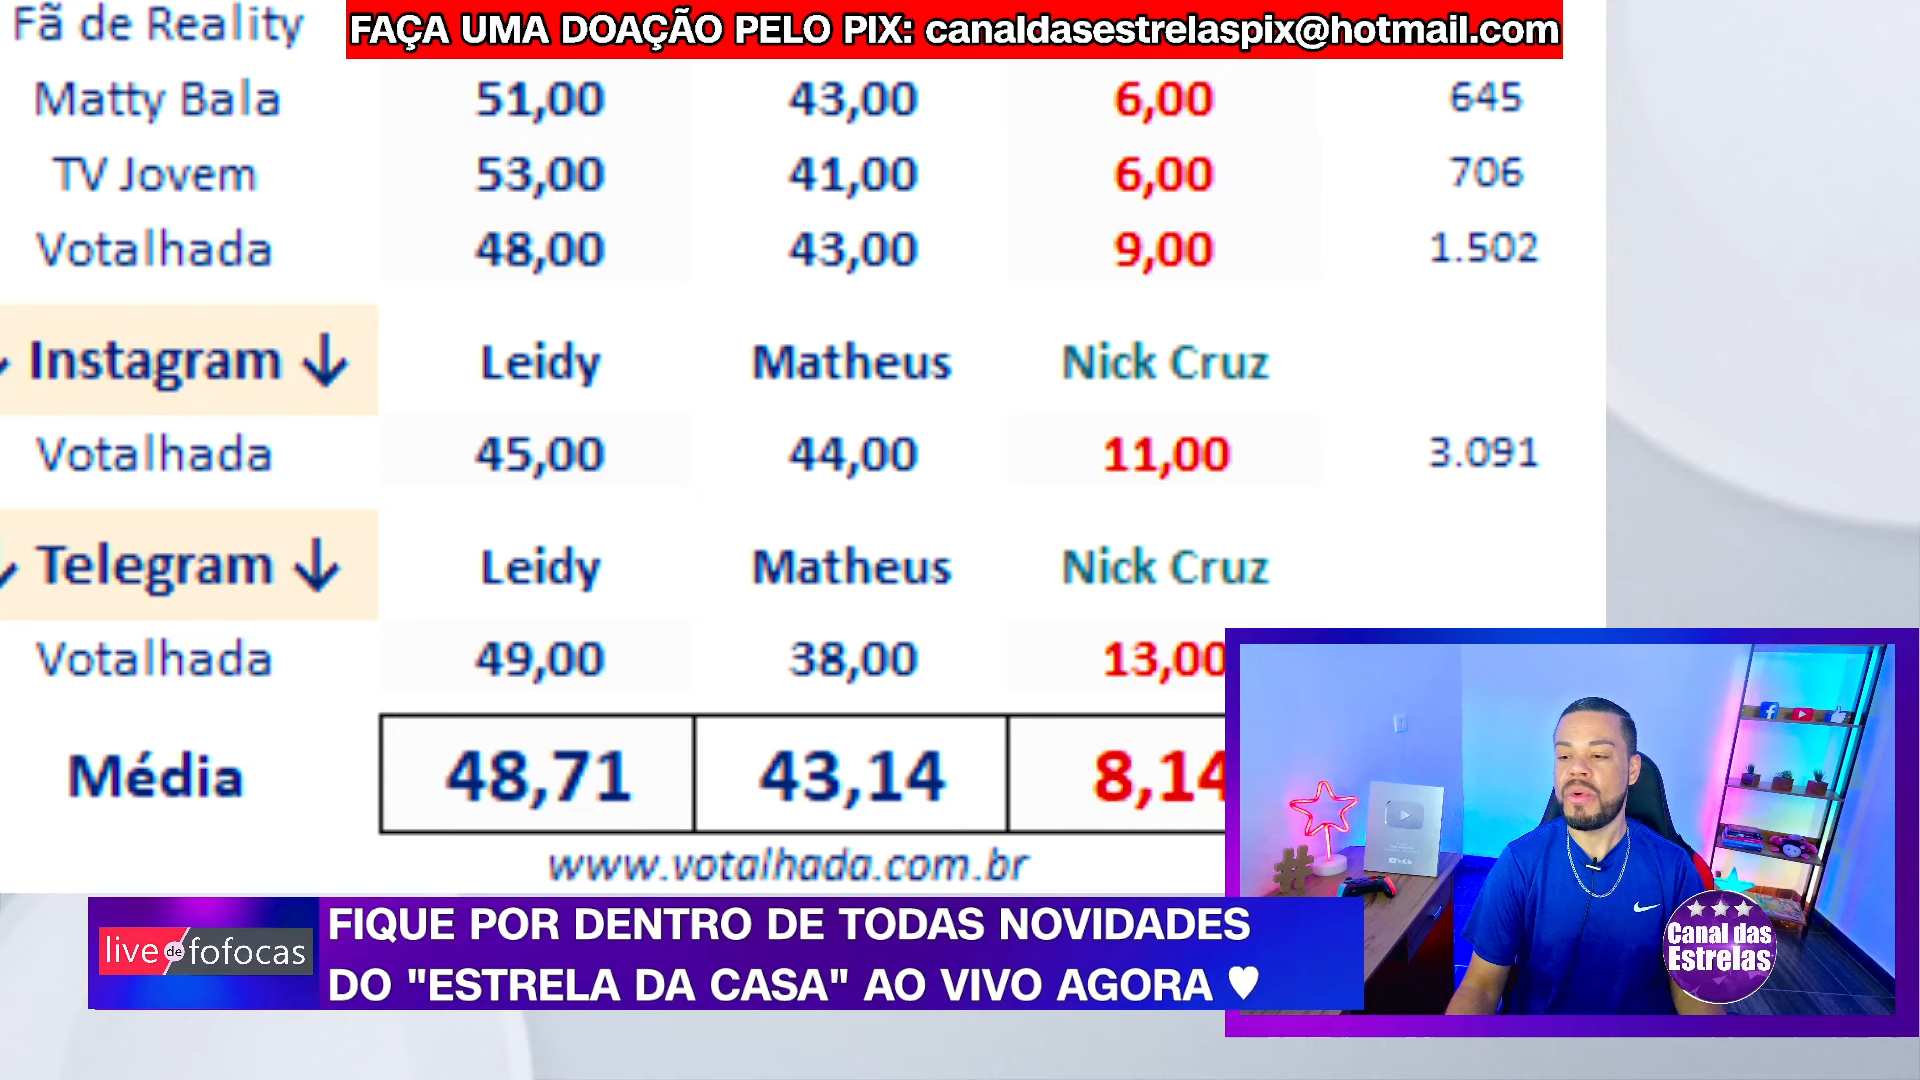 Fã de Reality
FAÇA UMA DOAÇÃO PELO PIX: canaldasestrelaspix@hotmail.com
Matty Bala 51,00 43,00 6,00 645
TV Jovem 53,00 41,00 6,00 706
Votalhada 48,00 43,00 9,00 1.502
↓ Instagram ↓ Leidy Matheus Nick Cruz
Votalhada 45,00 44,00 11,00 3.091
↓ Telegram ↓ Leidy Matheus Nick Cruz
Votalhada 49,00 38,00 13,00
Média 48,71 43,14 8,14
www.votalhada.com.br
live de fofocas
FIQUE POR DENTRO DE TODAS NOVIDADES
DO "ESTRELA DA CASA" AO VIVO AGORA ♥
Canal das
Estrelas